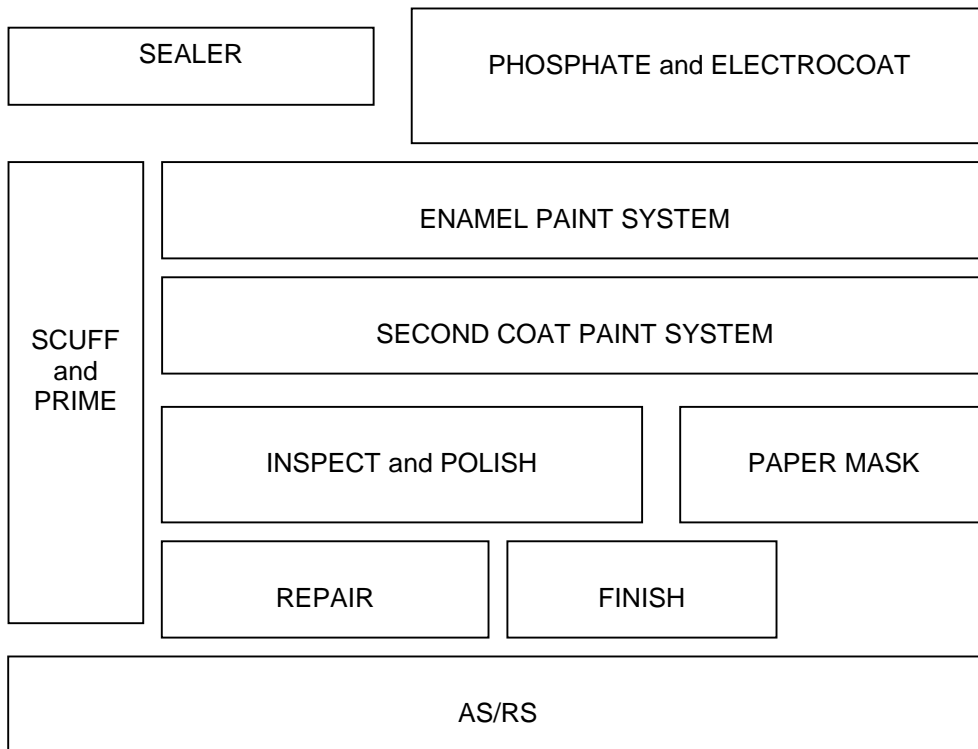 SEALER
PHOSPHATE and ELECTROCOAT
ENAMEL PAINT SYSTEM
SECOND COAT PAINT SYSTEM
SCUFF
and
PRIME
INSPECT and POLISH
PAPER MASK
REPAIR
FINISH
AS/RS